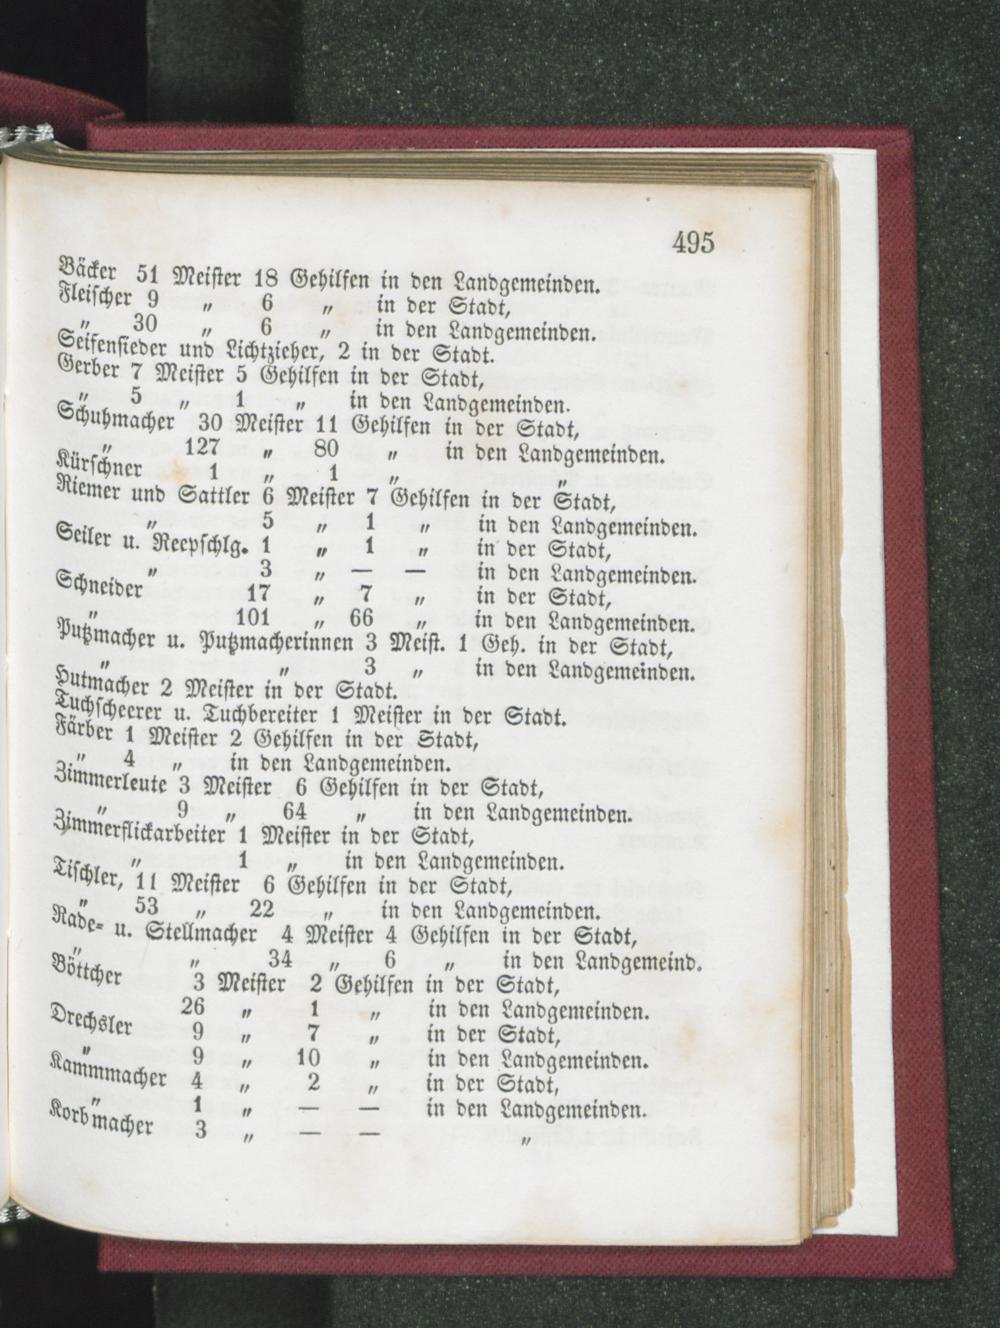 495
Bäcker 51 Meister 18 Gehilfen in den Landgemeinden.
Fleischer 9 „ 6 „ in der Stadt,
„ 30 „ 6 „ in den Landgemeinden.
Seifensieder und Lichtzieher, 2 in der Stadt.
Gerber 7 Meister 5 Gehilfen in der Stadt,
„ 5 „ 1 „ in den Landgemeinden.
Schuhmacher 30 Meister 11 Gehilfen in der Stadt,
„ 127 „ 80 „ in den Landgemeinden.
Kürschner 1 „ 1 „ „
Riemer und Sattler 6 Meister 7 Gehilfen in der Stadt,
„ 5 „ 1 „ in den Landgemeinden.
Seiler u. Reepschlg. 1 „ 1 „ in der Stadt,
„ 3 „ — — in den Landgemeinden.
Schneider 17 „ 7 „ in der Stadt,
„ 101 „ 66 „ in den Landgemeinden.
Putzmacher u. Putzmacherinnen 3 Meist. 1 Geh. in der Stadt,
„ „ 3 „ in den Landgemeinden.
Hutmacher 2 Meister in der Stadt.
Tuchscheerer u. Tuchbereiter 1 Meister in der Stadt.
Färber 1 Meister 2 Gehilfen in der Stadt,
„ 4 „ in den Landgemeinden.
Zimmerleute 3 Meister 6 Gehilfen in der Stadt,
„ 9 „ 64 „ in den Landgemeinden.
Zimmerflickarbeiter 1 Meister in der Stadt,
„ 1 „ in den Landgemeinden.
Tischler, 11 Meister 6 Gehilfen in der Stadt,
„ 53 „ 22 „ in den Landgemeinden.
Rade- u. Stellmacher 4 Meister 4 Gehilfen in der Stadt,
„ „ 34 „ 6 „ in den Landgemeind.
Böttcher 3 Meister 2 Gehilfen in der Stadt,
26 „ 1 „ in den Landgemeinden.
Drechsler 9 „ 7 „ in der Stadt,
„ 9 „ 10 „ in den Landgemeinden.
Kammmacher 4 „ 2 „ in der Stadt,
„ 1 „ — — in den Landgemeinden.
Korbmacher 3 „ — — „